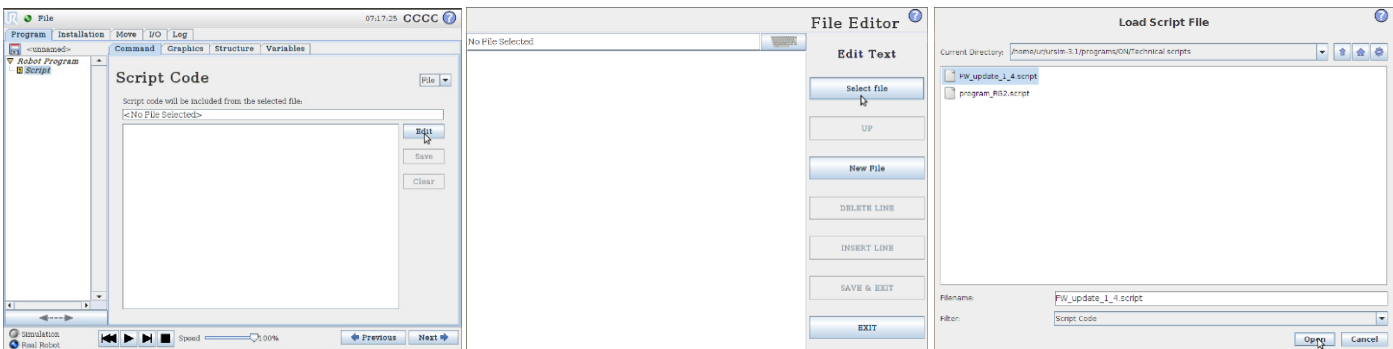 File
07:17:25 CCCC ?
Program Installation Move I/O Log
<unnamed>
Command Graphics Structure Variables
Robot Program
Script
Script Code
File
Script code will be included from the selected file:
<No File Selected>
Edit
Save
Clear
Simulation
Real Robot
Speed
100%
Previous
Next
File Editor ?
No File Selected
Edit Text
Select file
UP
New File
DELETE LINE
INSERT LINE
SAVE & EXIT
EXIT
Load Script File ?
Current Directory: /home/ur/ursim-3.1/programs/ON/Technical scripts
FW_update_1_4.script
program_RG2.script
Filename: FW_update_1_4.script
Filter: Script Code
Open Cancel